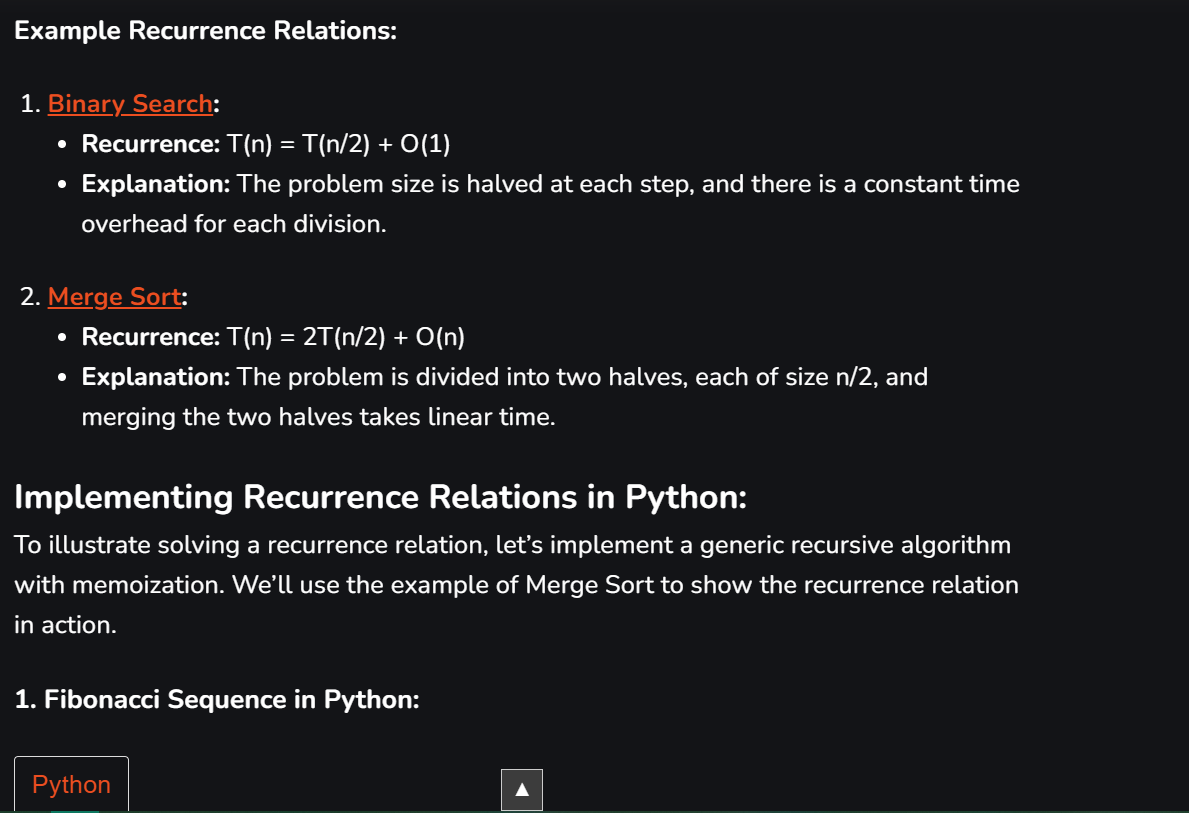 Example Recurrence Relations:
1. Binary Search:
• Recurrence: T(n) = T(n/2) + O(1)
• Explanation: The problem size is halved at each step, and there is a constant time
overhead for each division.
2. Merge Sort:
• Recurrence: T(n) = 2T(n/2) + O(n)
• Explanation: The problem is divided into two halves, each of size n/2, and
merging the two halves takes linear time.
Implementing Recurrence Relations in Python:
To illustrate solving a recurrence relation, let’s implement a generic recursive algorithm
with memoization. We’ll use the example of Merge Sort to show the recurrence relation
in action.
1. Fibonacci Sequence in Python:
Python